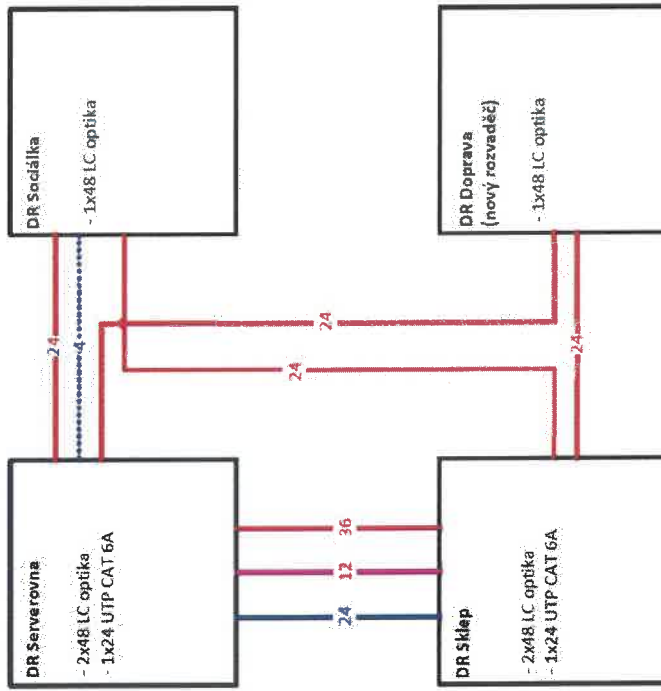 DR Serverovna
- 2x48 LC optika
- 1x24 UTP CAT 6A
24
4
DR Sociálka
- 1x48 LC optika
24
24
24
36
12
24
DR Sklep
- 2x48 LC optika
- 1x24 UTP CAT 6A
DR Doprava
(nový rozvaděč)
- 1x48 LC optika